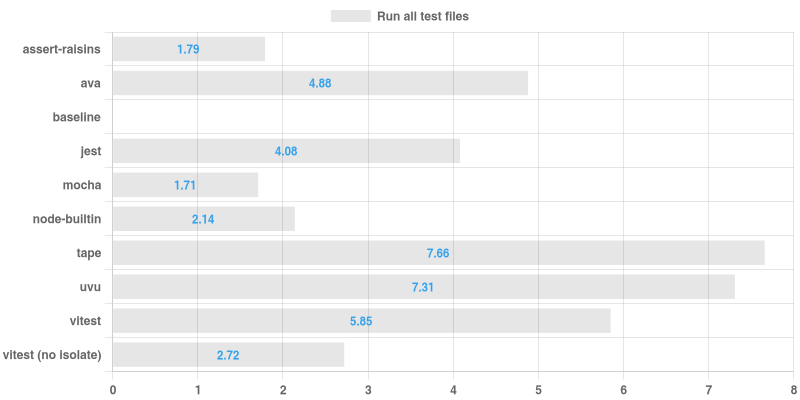 Run all test files
assert-raisins 1.79
ava 4.88
baseline
jest 4.08
mocha 1.71
node-builtin 2.14
tape 7.66
uvu 7.31
vitest 5.85
vitest (no isolate) 2.72
0 1 2 3 4 5 6 7 8